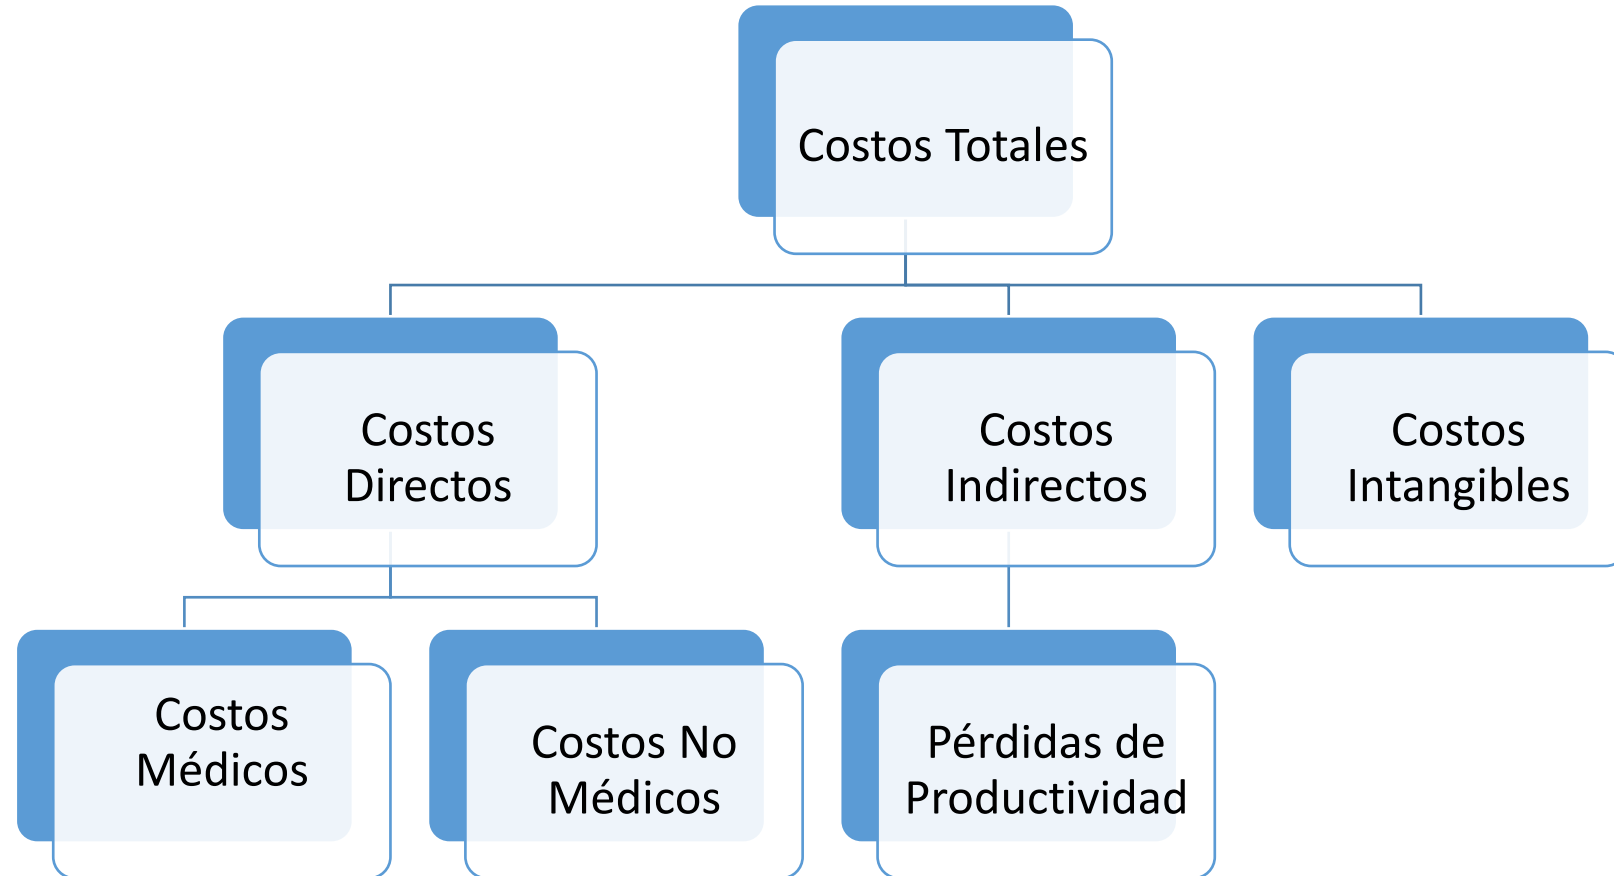 Costos Totales
Costos
Directos
Costos
Indirectos
Costos
Intangibles
Costos
Médicos
Costos No
Médicos
Pérdidas de
Productividad